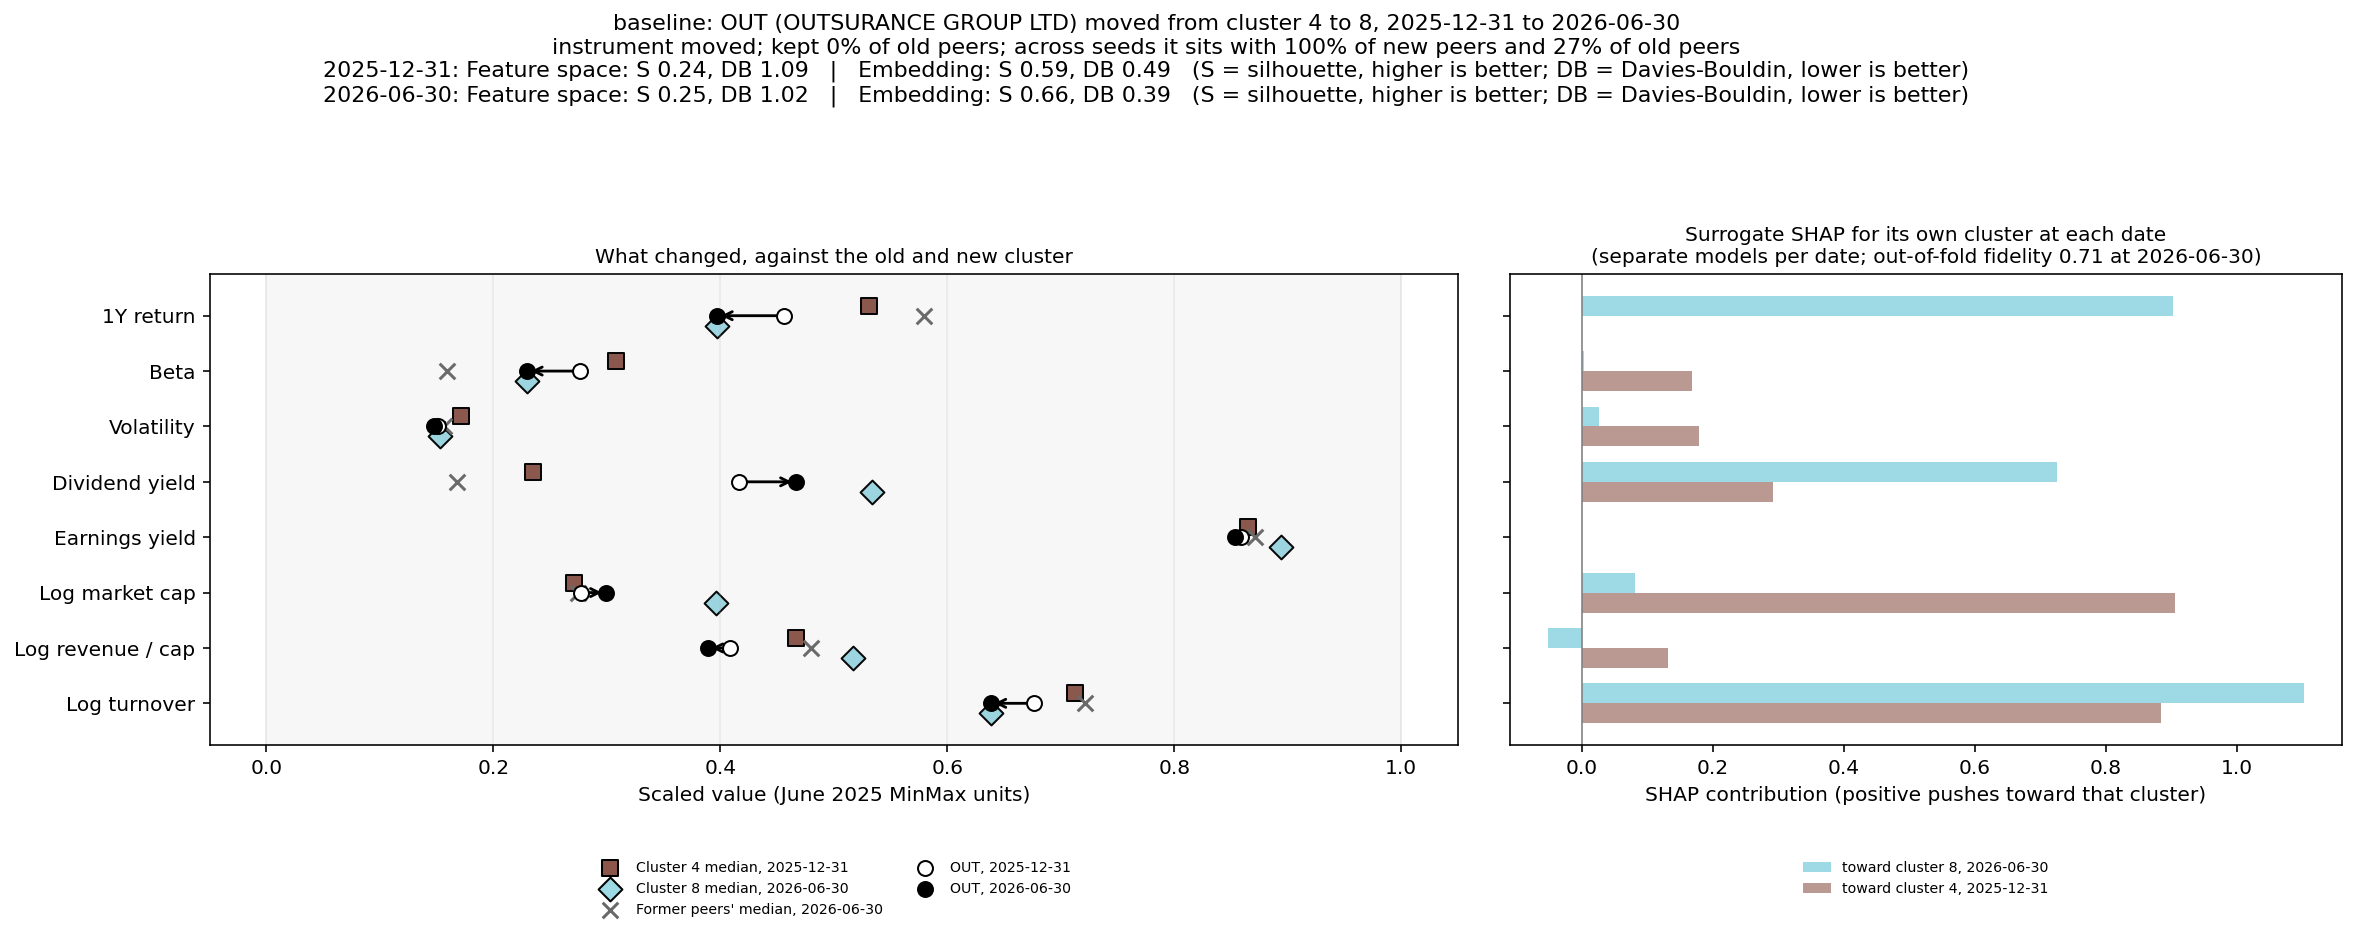 baseline: OUT (OUTSURANCE GROUP LTD) moved from cluster 4 to 8, 2025-12-31 to 2026-06-30
instrument moved; kept 0% of old peers; across seeds it sits with 100% of new peers and 27% of old peers
2025-12-31: Feature space: S 0.24, DB 1.09 | Embedding: S 0.59, DB 0.49 (S = silhouette, higher is better; DB = Davies-Bouldin, lower is better)
2026-06-30: Feature space: S 0.25, DB 1.02 | Embedding: S 0.66, DB 0.39 (S = silhouette, higher is better; DB = Davies-Bouldin, lower is better)
What changed, against the old and new cluster
1Y return
Beta
Volatility
Dividend yield
Earnings yield
Log market cap
Log revenue / cap
Log turnover
0.0 0.2 0.4 0.6 0.8 1.0
Scaled value (June 2025 MinMax units)
Cluster 4 median, 2025-12-31
Cluster 8 median, 2026-06-30
Former peers' median, 2026-06-30
OUT, 2025-12-31
OUT, 2026-06-30
Surrogate SHAP for its own cluster at each date
(separate models per date; out-of-fold fidelity 0.71 at 2026-06-30)
0.0 0.2 0.4 0.6 0.8 1.0
SHAP contribution (positive pushes toward that cluster)
toward cluster 8, 2026-06-30
toward cluster 4, 2025-12-31